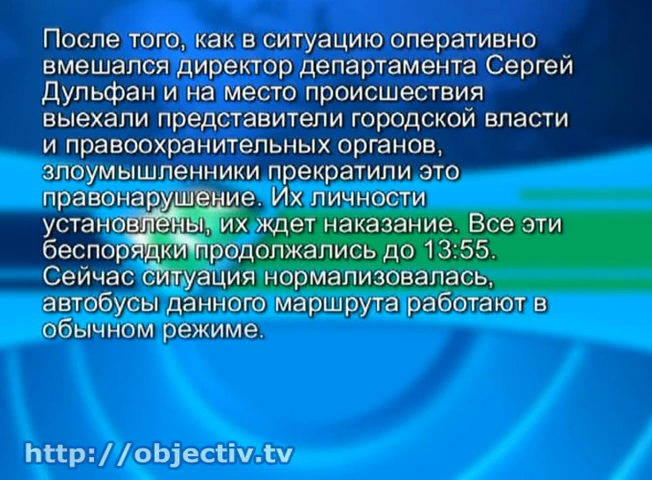 После того, как в ситуацию оперативно
вмешался директор департамента Сергей
Дульфан и на место происшествия
выехали представители городской власти
и правоохранительных органов,
злоумышленники прекратили это
правонарушение. Их личности
установлены, их ждет наказание. Все эти
беспорядки продолжались до 13:55.
Сейчас ситуация нормализовалась,
автобусы данного маршрута работают в
обычном режиме.
http://objectiv.tv